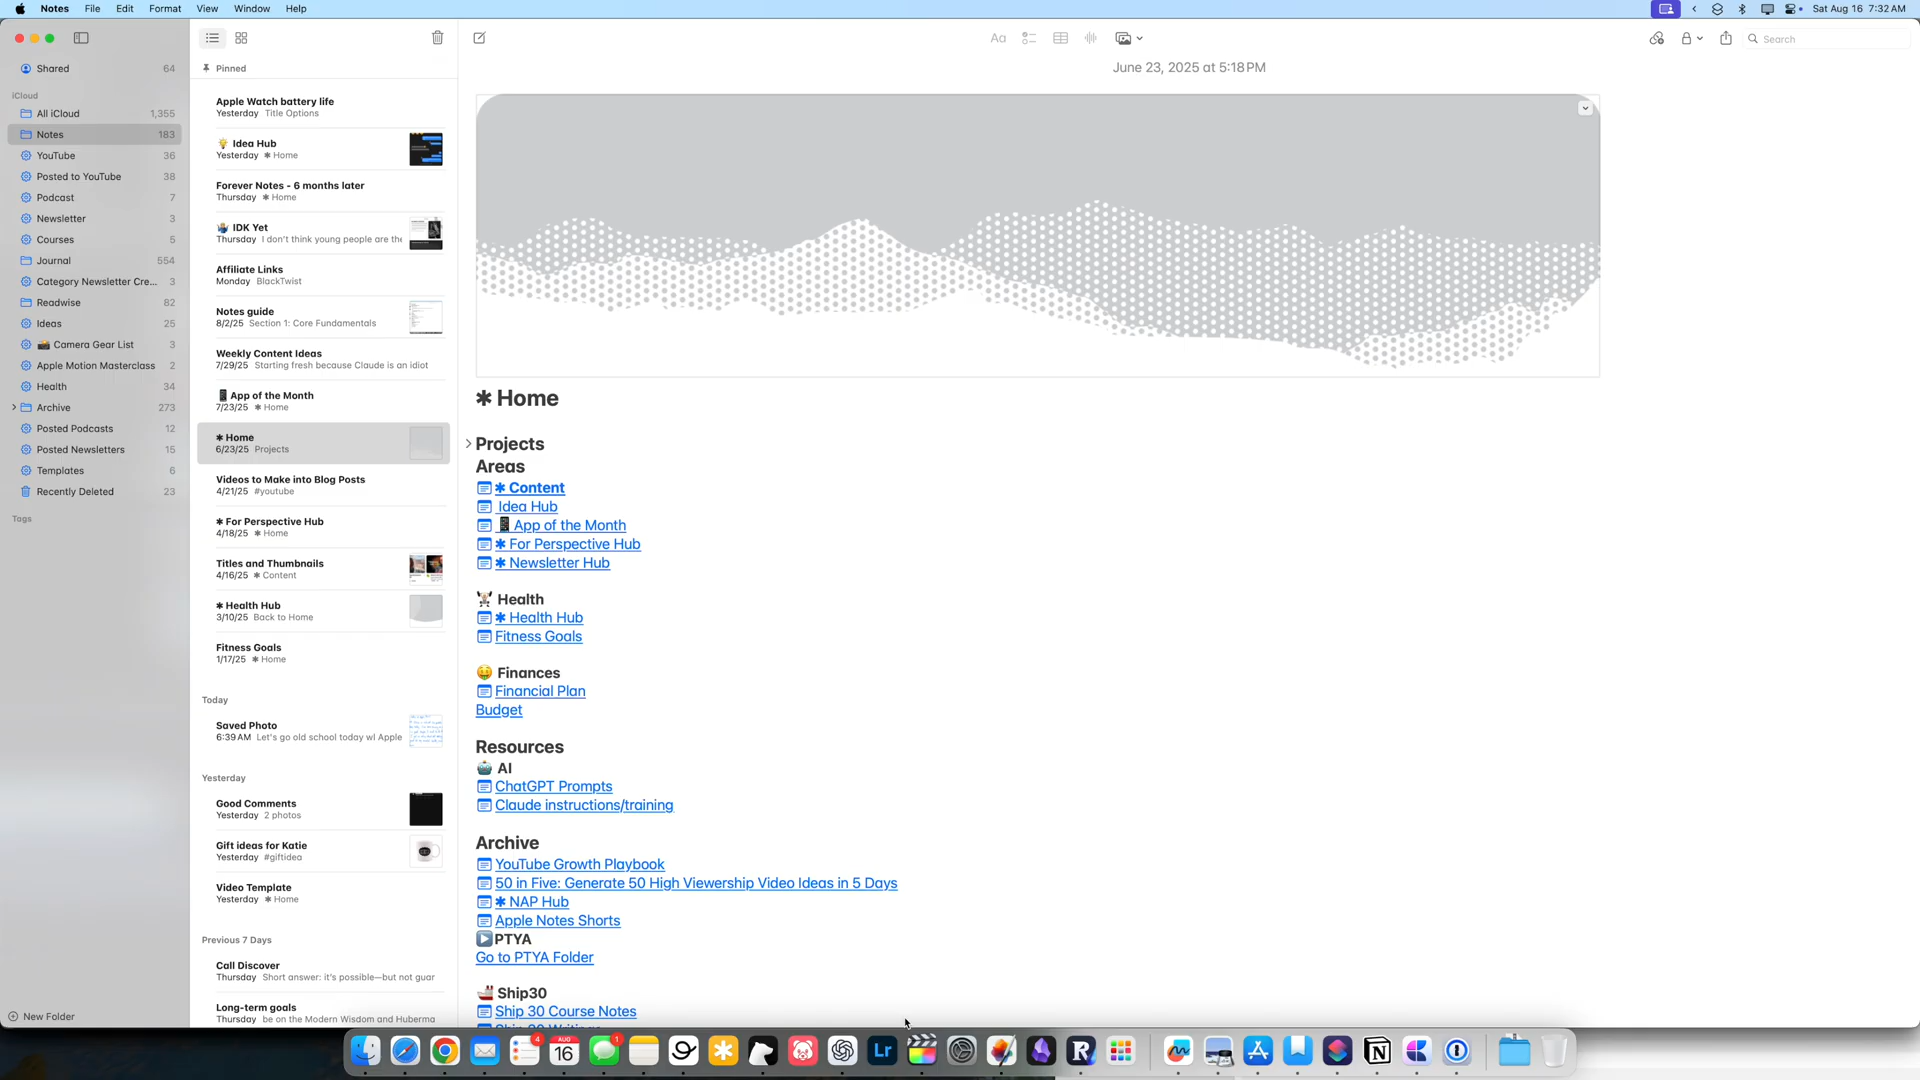 Notes File Edit Format View Window Help
Sat Aug 16 7:32 AM
Shared 64
iCloud
All iCloud 1,355
Notes 183
YouTube 36
Posted to YouTube 38
Podcast 7
Newsletter 3
Courses 5
Journal 554
Category Newsletter Cre... 3
Readwise 82
Ideas 25
📸 Camera Gear List 3
Apple Motion Masterclass 2
Health 34
Archive 273
Posted Podcasts 12
Posted Newsletters 15
Templates 6
Recently Deleted 23
Tags
New Folder
Pinned
Apple Watch battery life
Yesterday Title Options
💡 Idea Hub
Yesterday ✱ Home
Forever Notes - 6 months later
Thursday ✱ Home
🤷 IDK Yet
Thursday I don't think young people are the
Affiliate Links
Monday BlackTwist
Notes guide
8/2/25 Section 1: Core Fundamentals
Weekly Content Ideas
7/29/25 Starting fresh because Claude is an idiot
📱 App of the Month
7/23/25 ✱ Home
✱ Home
6/23/25 Projects
Videos to Make into Blog Posts
4/21/25 #youtube
✱ For Perspective Hub
4/18/25 ✱ Home
Titles and Thumbnails
4/16/25 ✱ Content
✱ Health Hub
3/10/25 Back to Home
Fitness Goals
1/17/25 ✱ Home
Today
Saved Photo
6:39 AM Let's go old school today w/ Apple
Yesterday
Good Comments
Yesterday 2 photos
Gift ideas for Katie
Yesterday #giftidea
Video Template
Yesterday ✱ Home
Previous 7 Days
Call Discover
Thursday Short answer: it's possible—but not guar
Long-term goals
Thursday be on the Modern Wisdom and Huberma
Aa
Search
June 23, 2025 at 5:18 PM
✱ Home
Projects
Areas
✱ Content
Idea Hub
📱 App of the Month
✱ For Perspective Hub
✱ Newsletter Hub
🏋️ Health
✱ Health Hub
Fitness Goals
🤑 Finances
Financial Plan
Budget
Resources
🤖 AI
ChatGPT Prompts
Claude instructions/training
Archive
YouTube Growth Playbook
50 in Five: Generate 50 High Viewership Video Ideas in 5 Days
✱ NAP Hub
Apple Notes Shorts
▶️PTYA
Go to PTYA Folder
🚢 Ship30
Ship 30 Course Notes
4
AUG
16
1
Lr
R
N